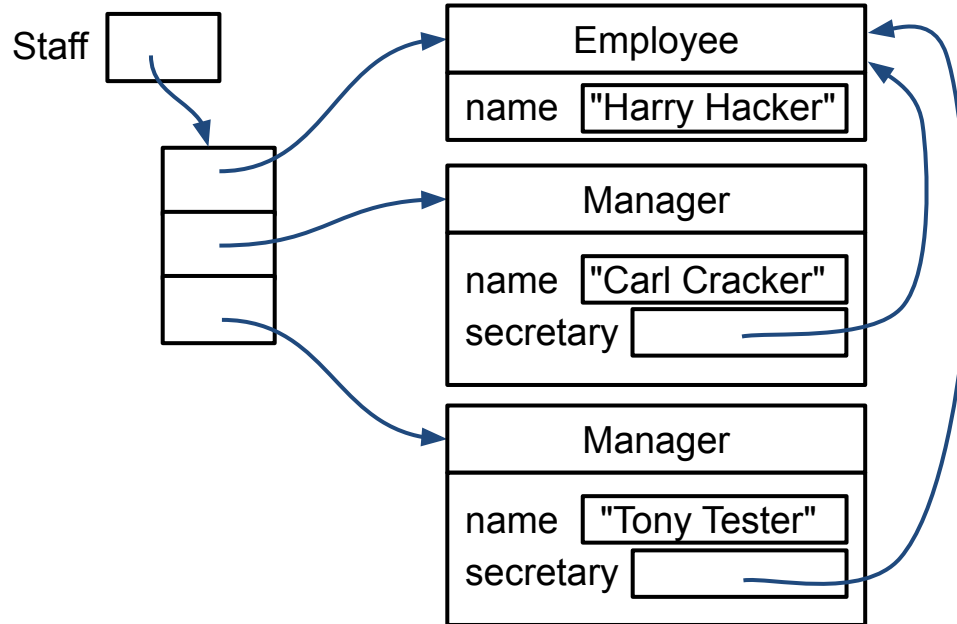 Staff
Employee
name "Harry Hacker"
Manager
name "Carl Cracker"
secretary
Manager
name "Tony Tester"
secretary